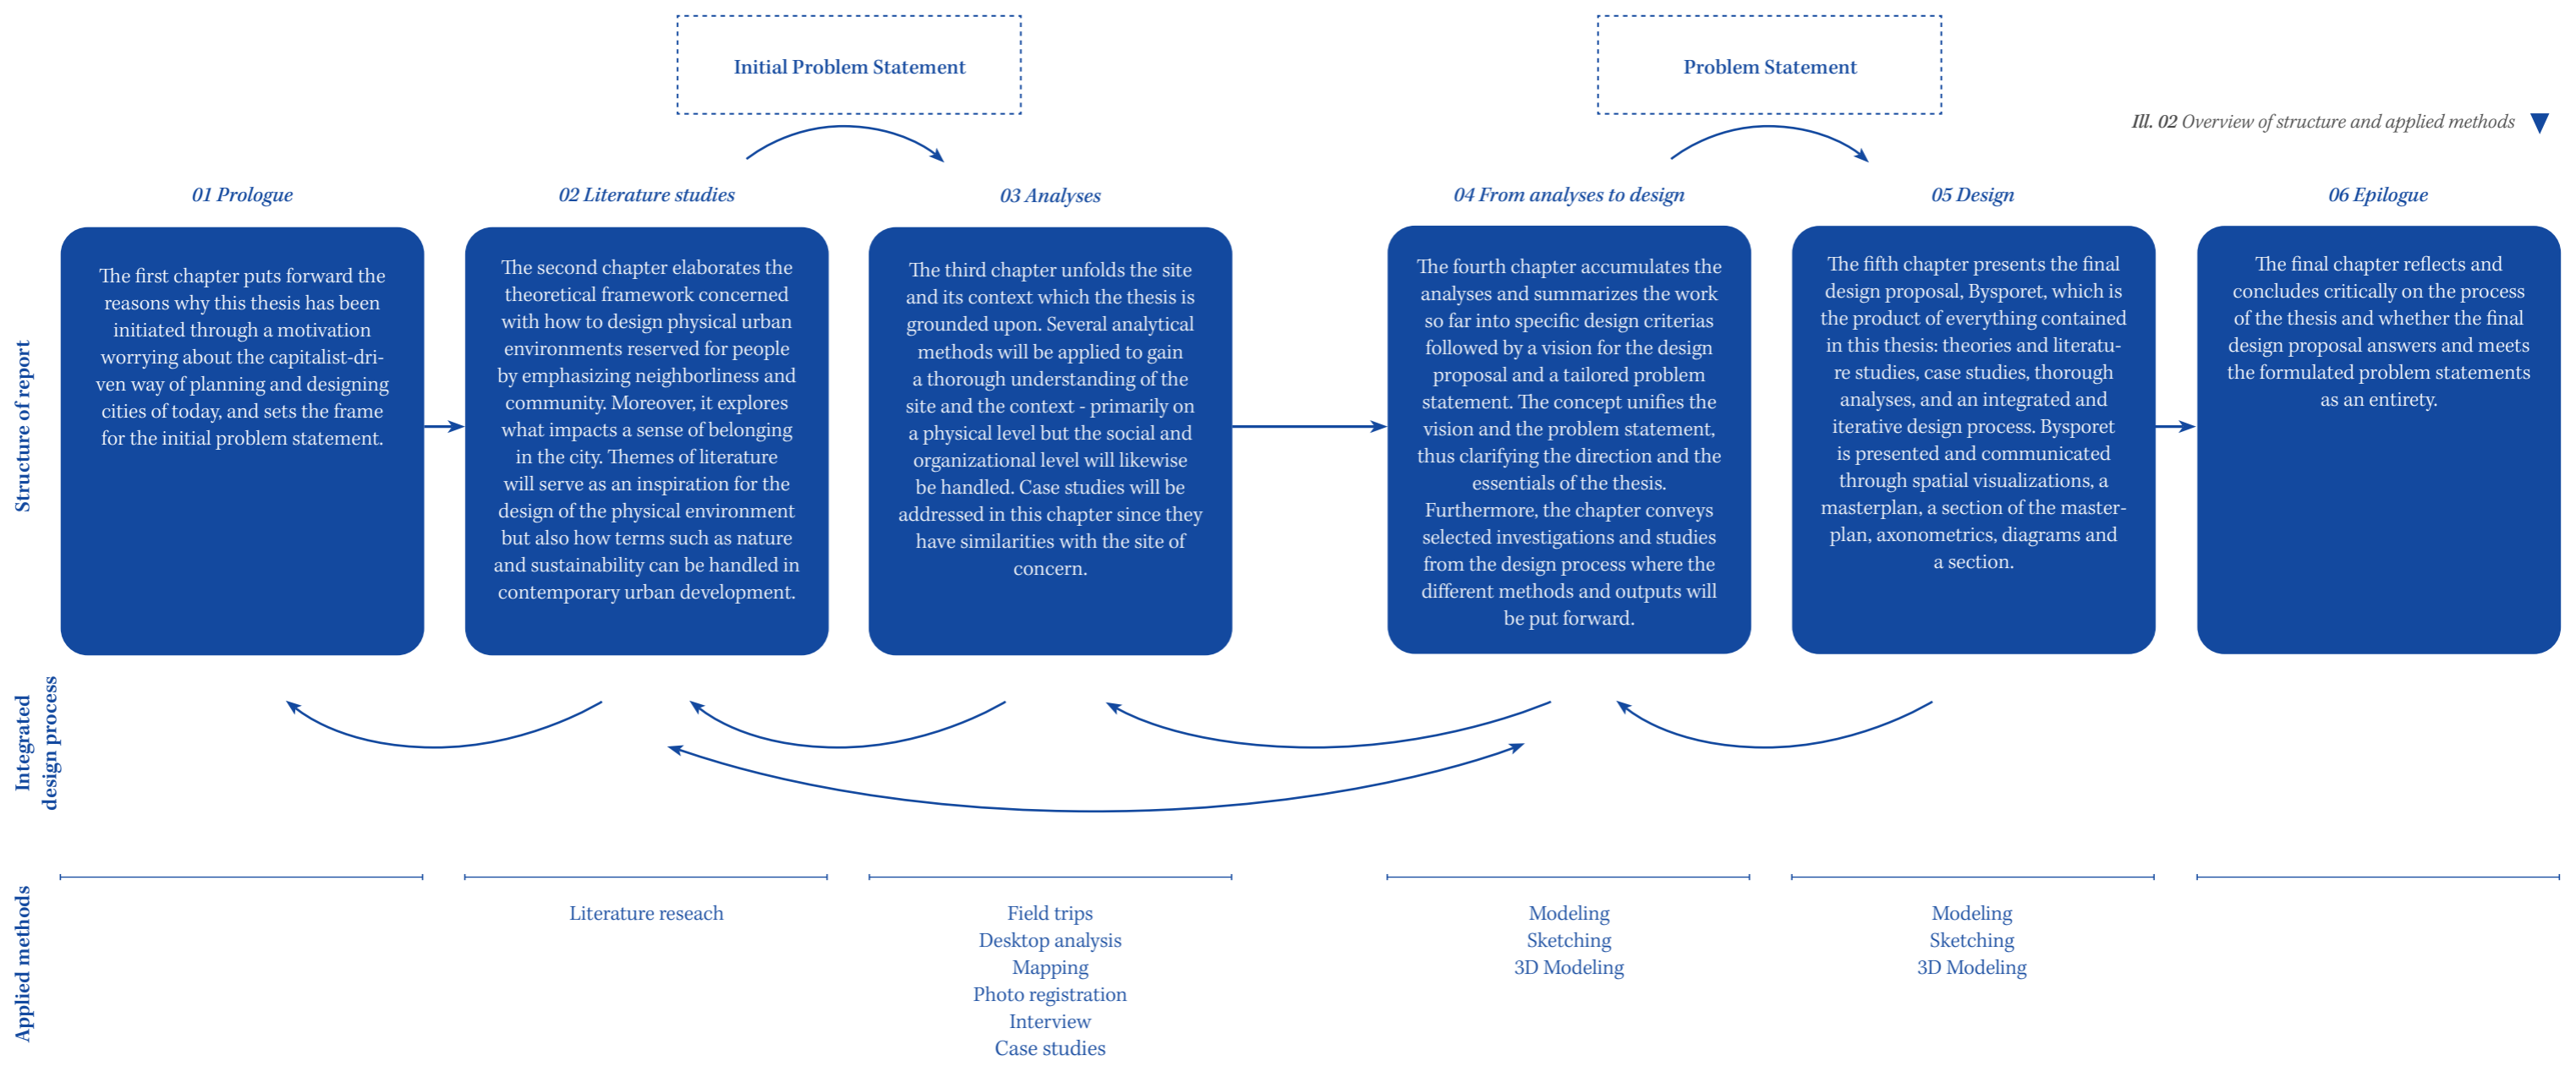 Initial Problem Statement
Problem Statement
Ill. 02 Overview of structure and applied methods
Structure of report
01 Prologue
The first chapter puts forward the
reasons why this thesis has been
initiated through a motivation
worrying about the capitalist-dri-
ven way of planning and designing
cities of today, and sets the frame
for the initial problem statement.
02 Literature studies
The second chapter elaborates the
theoretical framework concerned
with how to design physical urban
environments reserved for people
by emphasizing neighborliness and
community. Moreover, it explores
what impacts a sense of belonging
in the city. Themes of literature
will serve as an inspiration for the
design of the physical environment
but also how terms such as nature
and sustainability can be handled in
contemporary urban development.
03 Analyses
The third chapter unfolds the site
and its context which the thesis is
grounded upon. Several analytical
methods will be applied to gain
a thorough understanding of the
site and the context - primarily on
a physical level but the social and
organizational level will likewise
be handled. Case studies will be
addressed in this chapter since they
have similarities with the site of
concern.
04 From analyses to design
The fourth chapter accumulates the
analyses and summarizes the work
so far into specific design criterias
followed by a vision for the design
proposal and a tailored problem
statement. The concept unifies the
vision and the problem statement,
thus clarifying the direction and the
essentials of the thesis.
Furthermore, the chapter conveys
selected investigations and studies
from the design process where the
different methods and outputs will
be put forward.
05 Design
The fifth chapter presents the final
design proposal, Bysporet, which is
the product of everything contained
in this thesis: theories and literatu-
re studies, case studies, thorough
analyses, and an integrated and
iterative design process. Bysporet
is presented and communicated
through spatial visualizations, a
masterplan, a section of the master-
plan, axonometrics, diagrams and
a section.
06 Epilogue
The final chapter reflects and
concludes critically on the process
of the thesis and whether the final
design proposal answers and meets
the formulated problem statements
as an entirety.
Integrated
design process
Applied methods
Literature reseach
Field trips
Desktop analysis
Mapping
Photo registration
Interview
Case studies
Modeling
Sketching
3D Modeling
Modeling
Sketching
3D Modeling